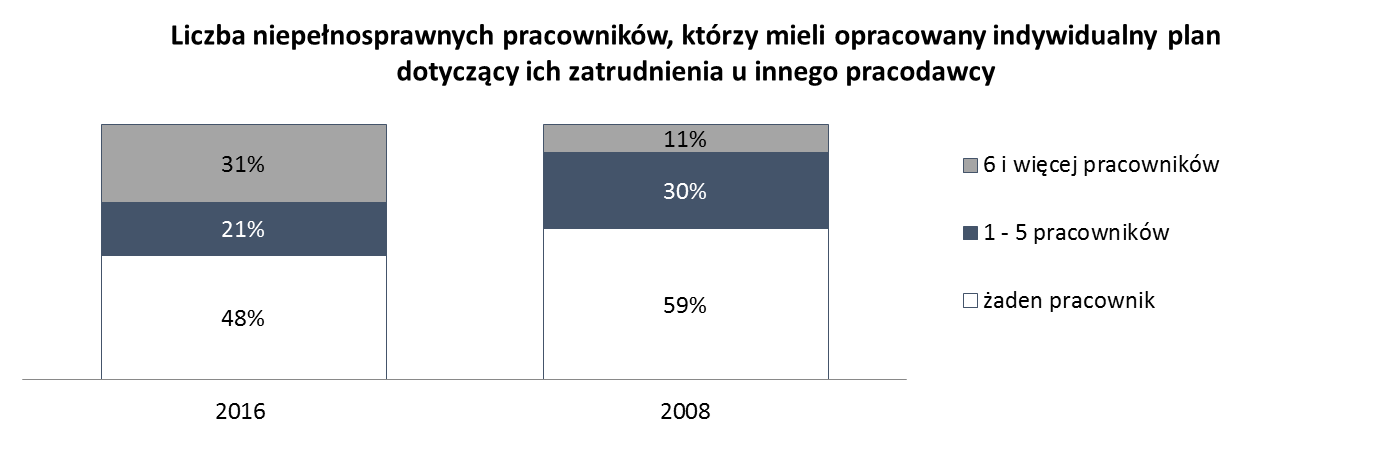 Liczba niepełnosprawnych pracowników, którzy mieli opracowany indywidualny plan
dotyczący ich zatrudnienia u innego pracodawcy
31%
21%
48%
2016
11%
30%
59%
2008
6 i więcej pracowników
1 - 5 pracowników
żaden pracownik